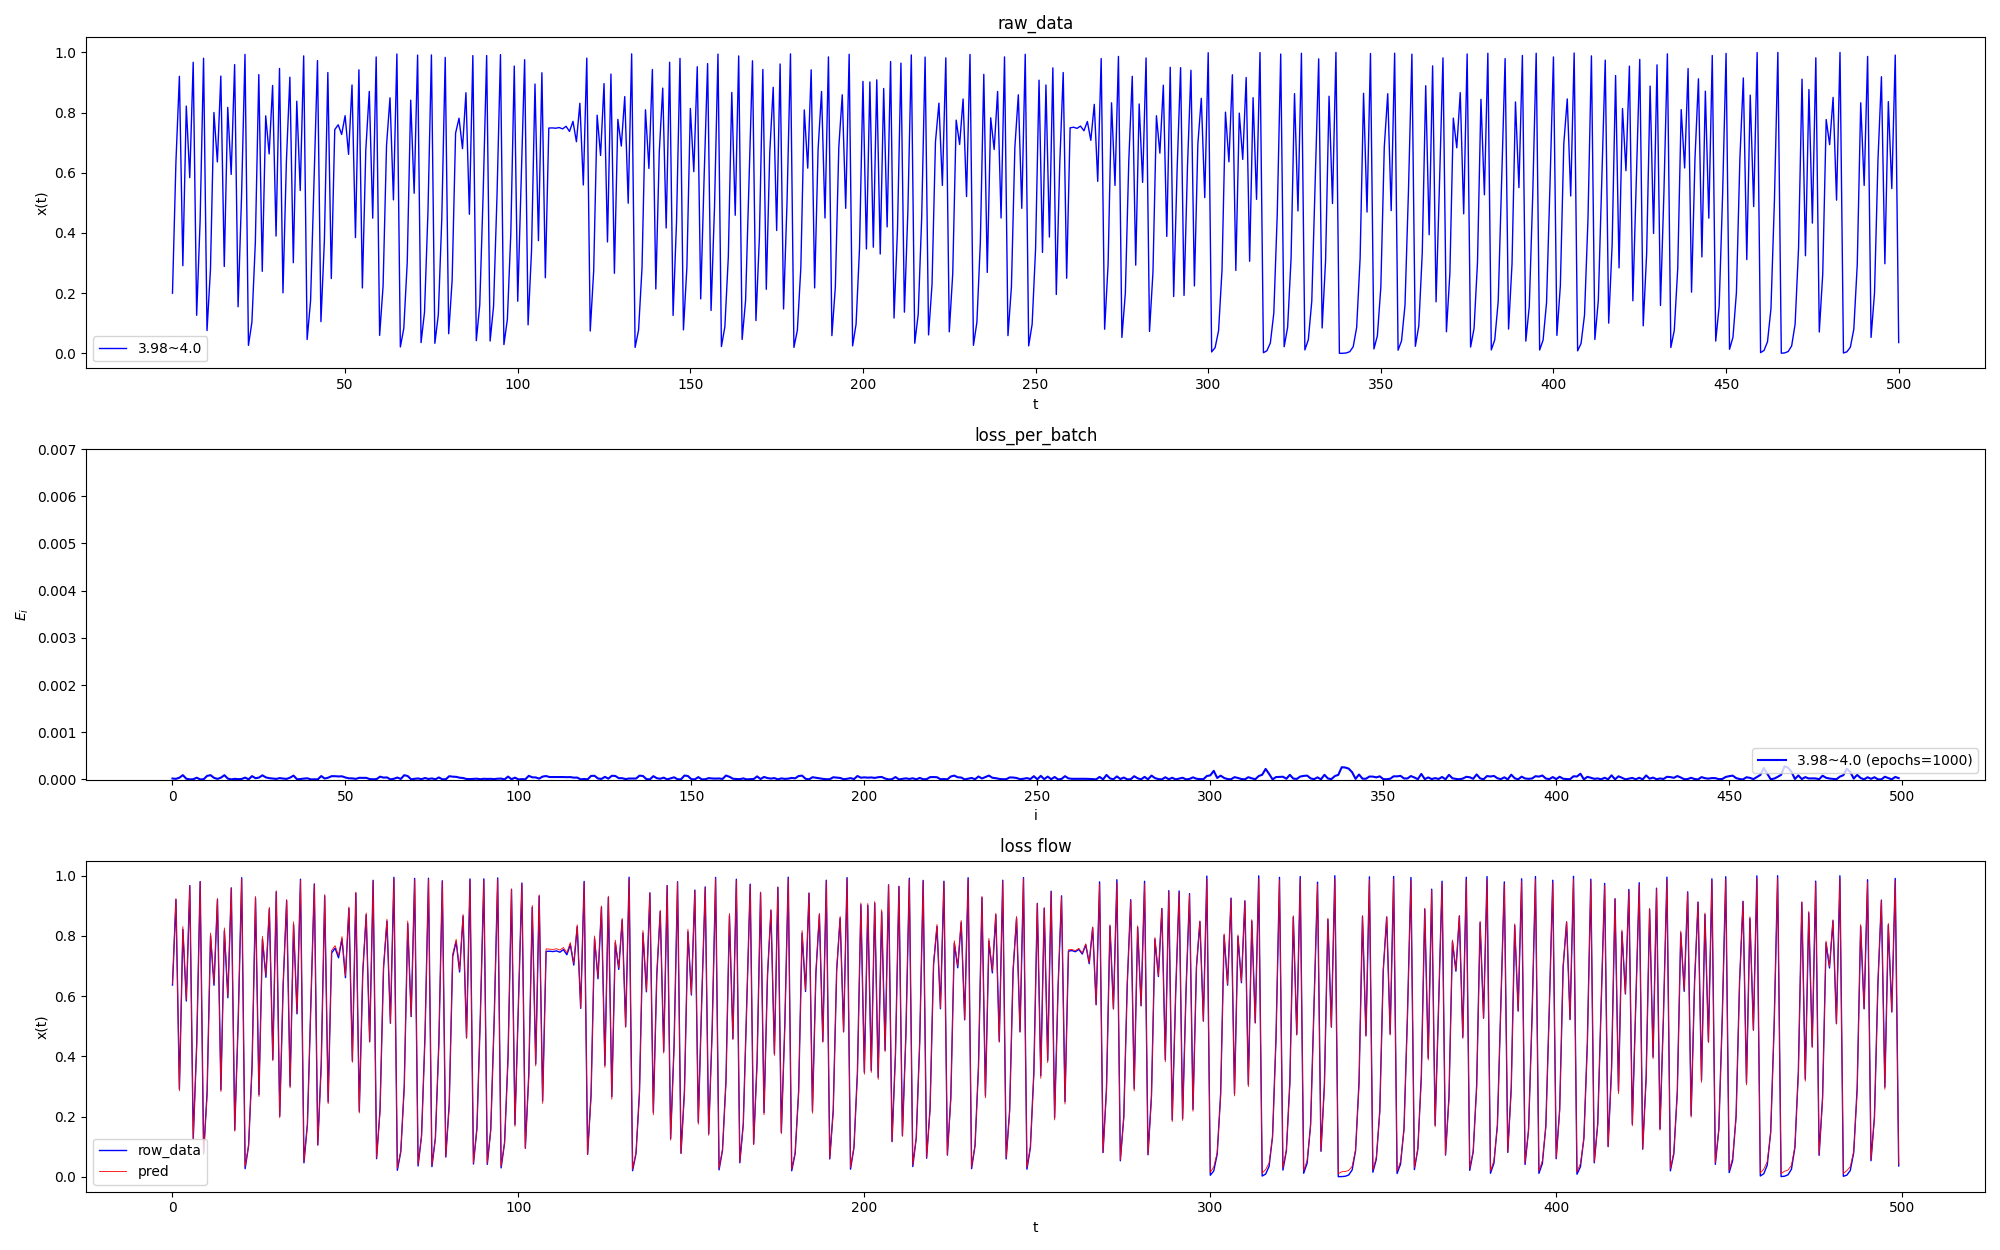 raw_data
1.0
0.8
0.6
0.4
0.2
0.0
x(t)
3.98~4.0
50 100 150 200 250 300 350 400 450 500
t
loss_per_batch
0.007
0.006
0.005
0.004
0.003
0.002
0.001
0.000
E_i
3.98~4.0 (epochs=1000)
0 50 100 150 200 250 300 350 400 450 500
i
loss flow
1.0
0.8
0.6
0.4
0.2
0.0
x(t)
row_data
pred
0 100 200 300 400 500
t